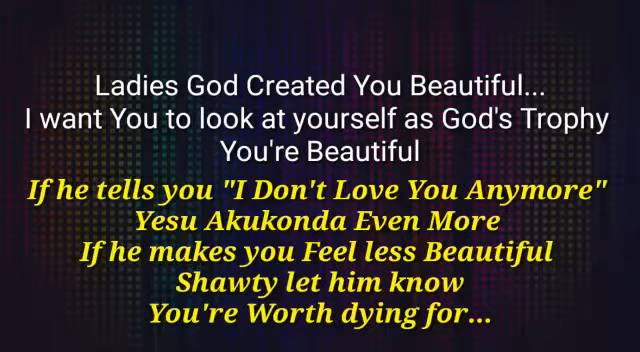 Ladies God Created You Beautiful...
I want You to look at yourself as God's Trophy
You're Beautiful
If he tells you "I Don't Love You Anymore"
Yesu Akukonda Even More
If he makes you Feel less Beautiful
Shawty let him know
You're Worth dying for...